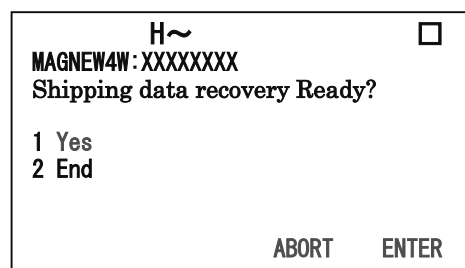 H～ □
MAGNEW4W:XXXXXXXX
Shipping data recovery Ready?
1 Yes
2 End
ABORT ENTER